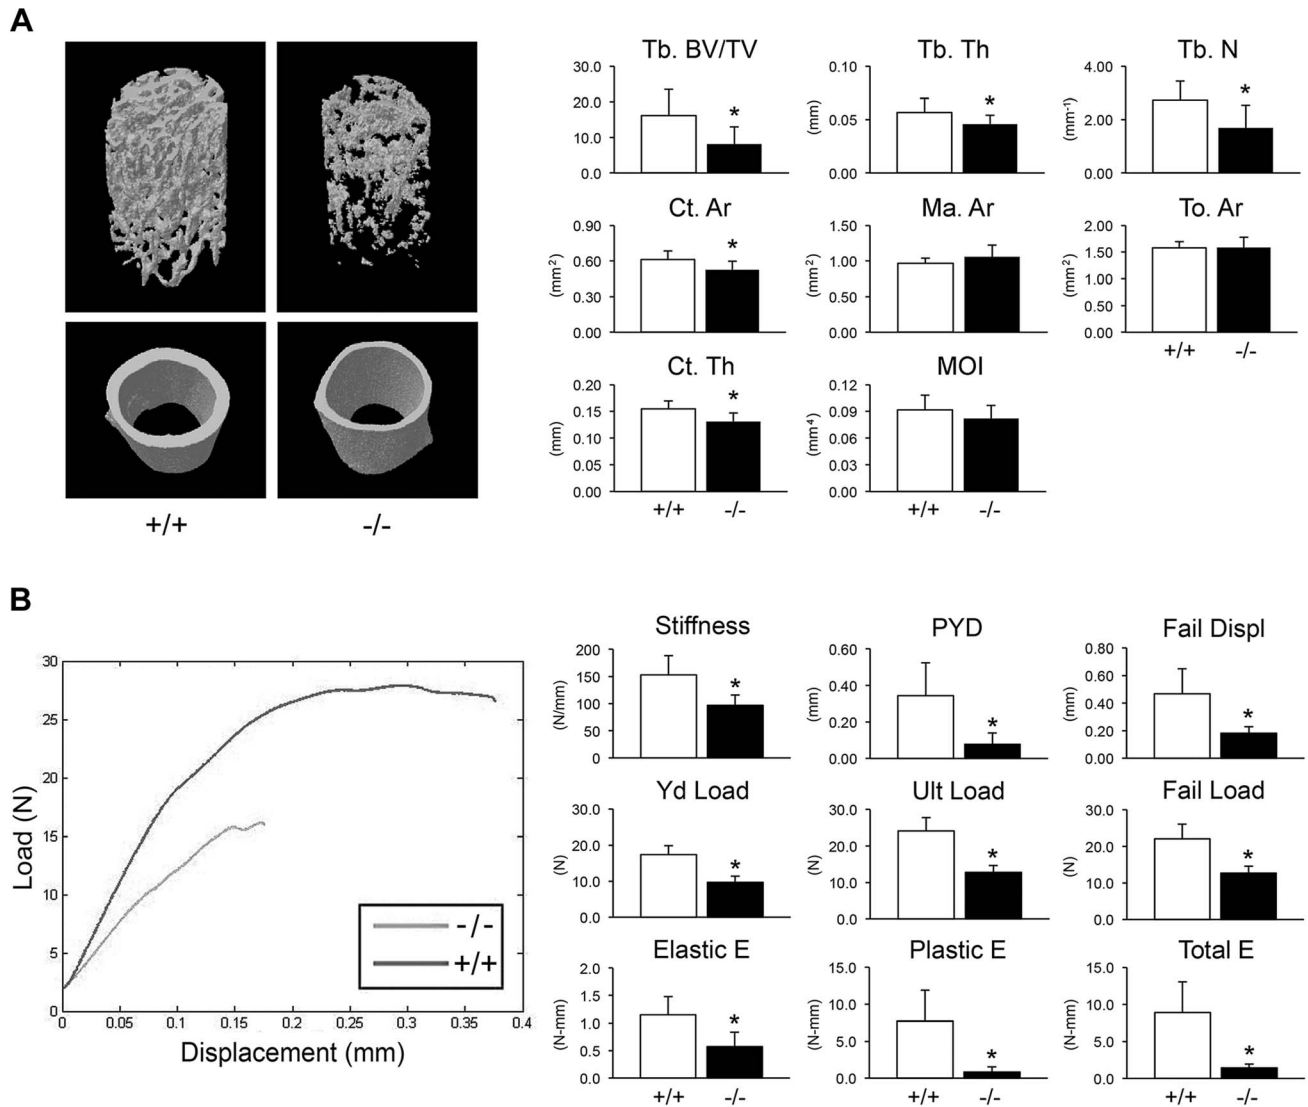 A
Tb. BV/TV
30.0
20.0
10.0
0.0
*
Tb. Th
(mm)
0.10
0.05
0.00
*
Tb. N
(mm-1)
4.00
2.00
0.00
*
Ct. Ar
(mm2)
0.90
0.60
0.30
0.00
*
Ma. Ar
(mm2)
1.50
1.00
0.50
0.00
To. Ar
(mm2)
2.00
1.50
1.00
0.50
0.00
+/+ -/-
Ct. Th
(mm)
0.20
0.15
0.10
0.05
0.00
*
+/+ -/-
MOI
(mm4)
0.12
0.09
0.06
0.03
0.00
+/+ -/-
+/+ -/-
B
Load (N)
30
25
20
15
10
5
0
0 0.05 0.1 0.15 0.2 0.25 0.3 0.35 0.4
Displacement (mm)
-/-
+/+
Stiffness
(N/mm)
200
150
100
50
0
*
PYD
(mm)
0.60
0.40
0.20
0.00
*
Fail Displ
(mm)
0.80
0.60
0.40
0.20
0.00
*
Yd Load
(N)
30.0
20.0
10.0
0.0
*
Ult Load
(N)
30.0
20.0
10.0
0.0
*
Fail Load
(N)
30.0
20.0
10.0
0.0
*
Elastic E
(N-mm)
2.0
1.5
1.0
0.5
0.0
*
+/+ -/-
Plastic E
(N-mm)
15.0
10.0
5.0
0.0
*
+/+ -/-
Total E
(N-mm)
15.0
10.0
5.0
0.0
*
+/+ -/-